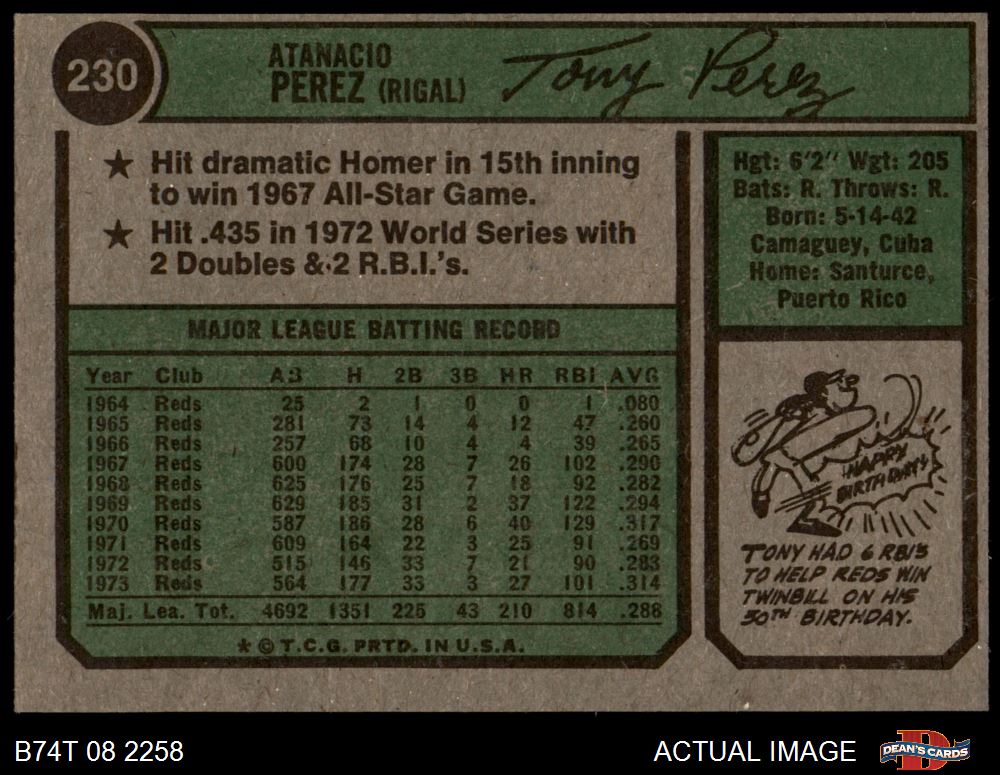 230
ATANACIO
PEREZ (RIGAL)
Tony Perez
★ Hit dramatic Homer in 15th inning
to win 1967 All-Star Game.
★ Hit .435 in 1972 World Series with
2 Doubles & 2 R.B.I.'s.
Hgt: 6'2" Wgt: 205
Bats: R. Throws: R.
Born: 5-14-42
Camaguey, Cuba
Home: Santurce,
Puerto Rico
MAJOR LEAGUE BATTING RECORD
Year Club AB H 2B 3B HR RBI AVG
1964 Reds 25 2 1 0 0 1 .080
1965 Reds 281 73 14 4 12 47 .260
1966 Reds 257 68 10 4 4 39 .265
1967 Reds 600 174 28 7 26 102 .290
1968 Reds 625 176 25 7 18 92 .282
1969 Reds 629 185 31 2 37 122 .294
1970 Reds 587 186 28 6 40 129 .317
1971 Reds 609 164 22 3 25 91 .269
1972 Reds 515 146 33 7 21 90 .283
1973 Reds 564 177 33 3 27 101 .314
Maj. Lea. Tot. 4692 1351 225 43 210 814 .288
★ © T.C.G. PRTD. IN U.S.A.
HAPPY
BIRTHDAY!
TONY HAD 6 RBI'S
TO HELP REDS WIN
TWINBILL ON HIS
30TH BIRTHDAY.
B74T 08 2258
ACTUAL IMAGE
D
DEAN'S CARDS